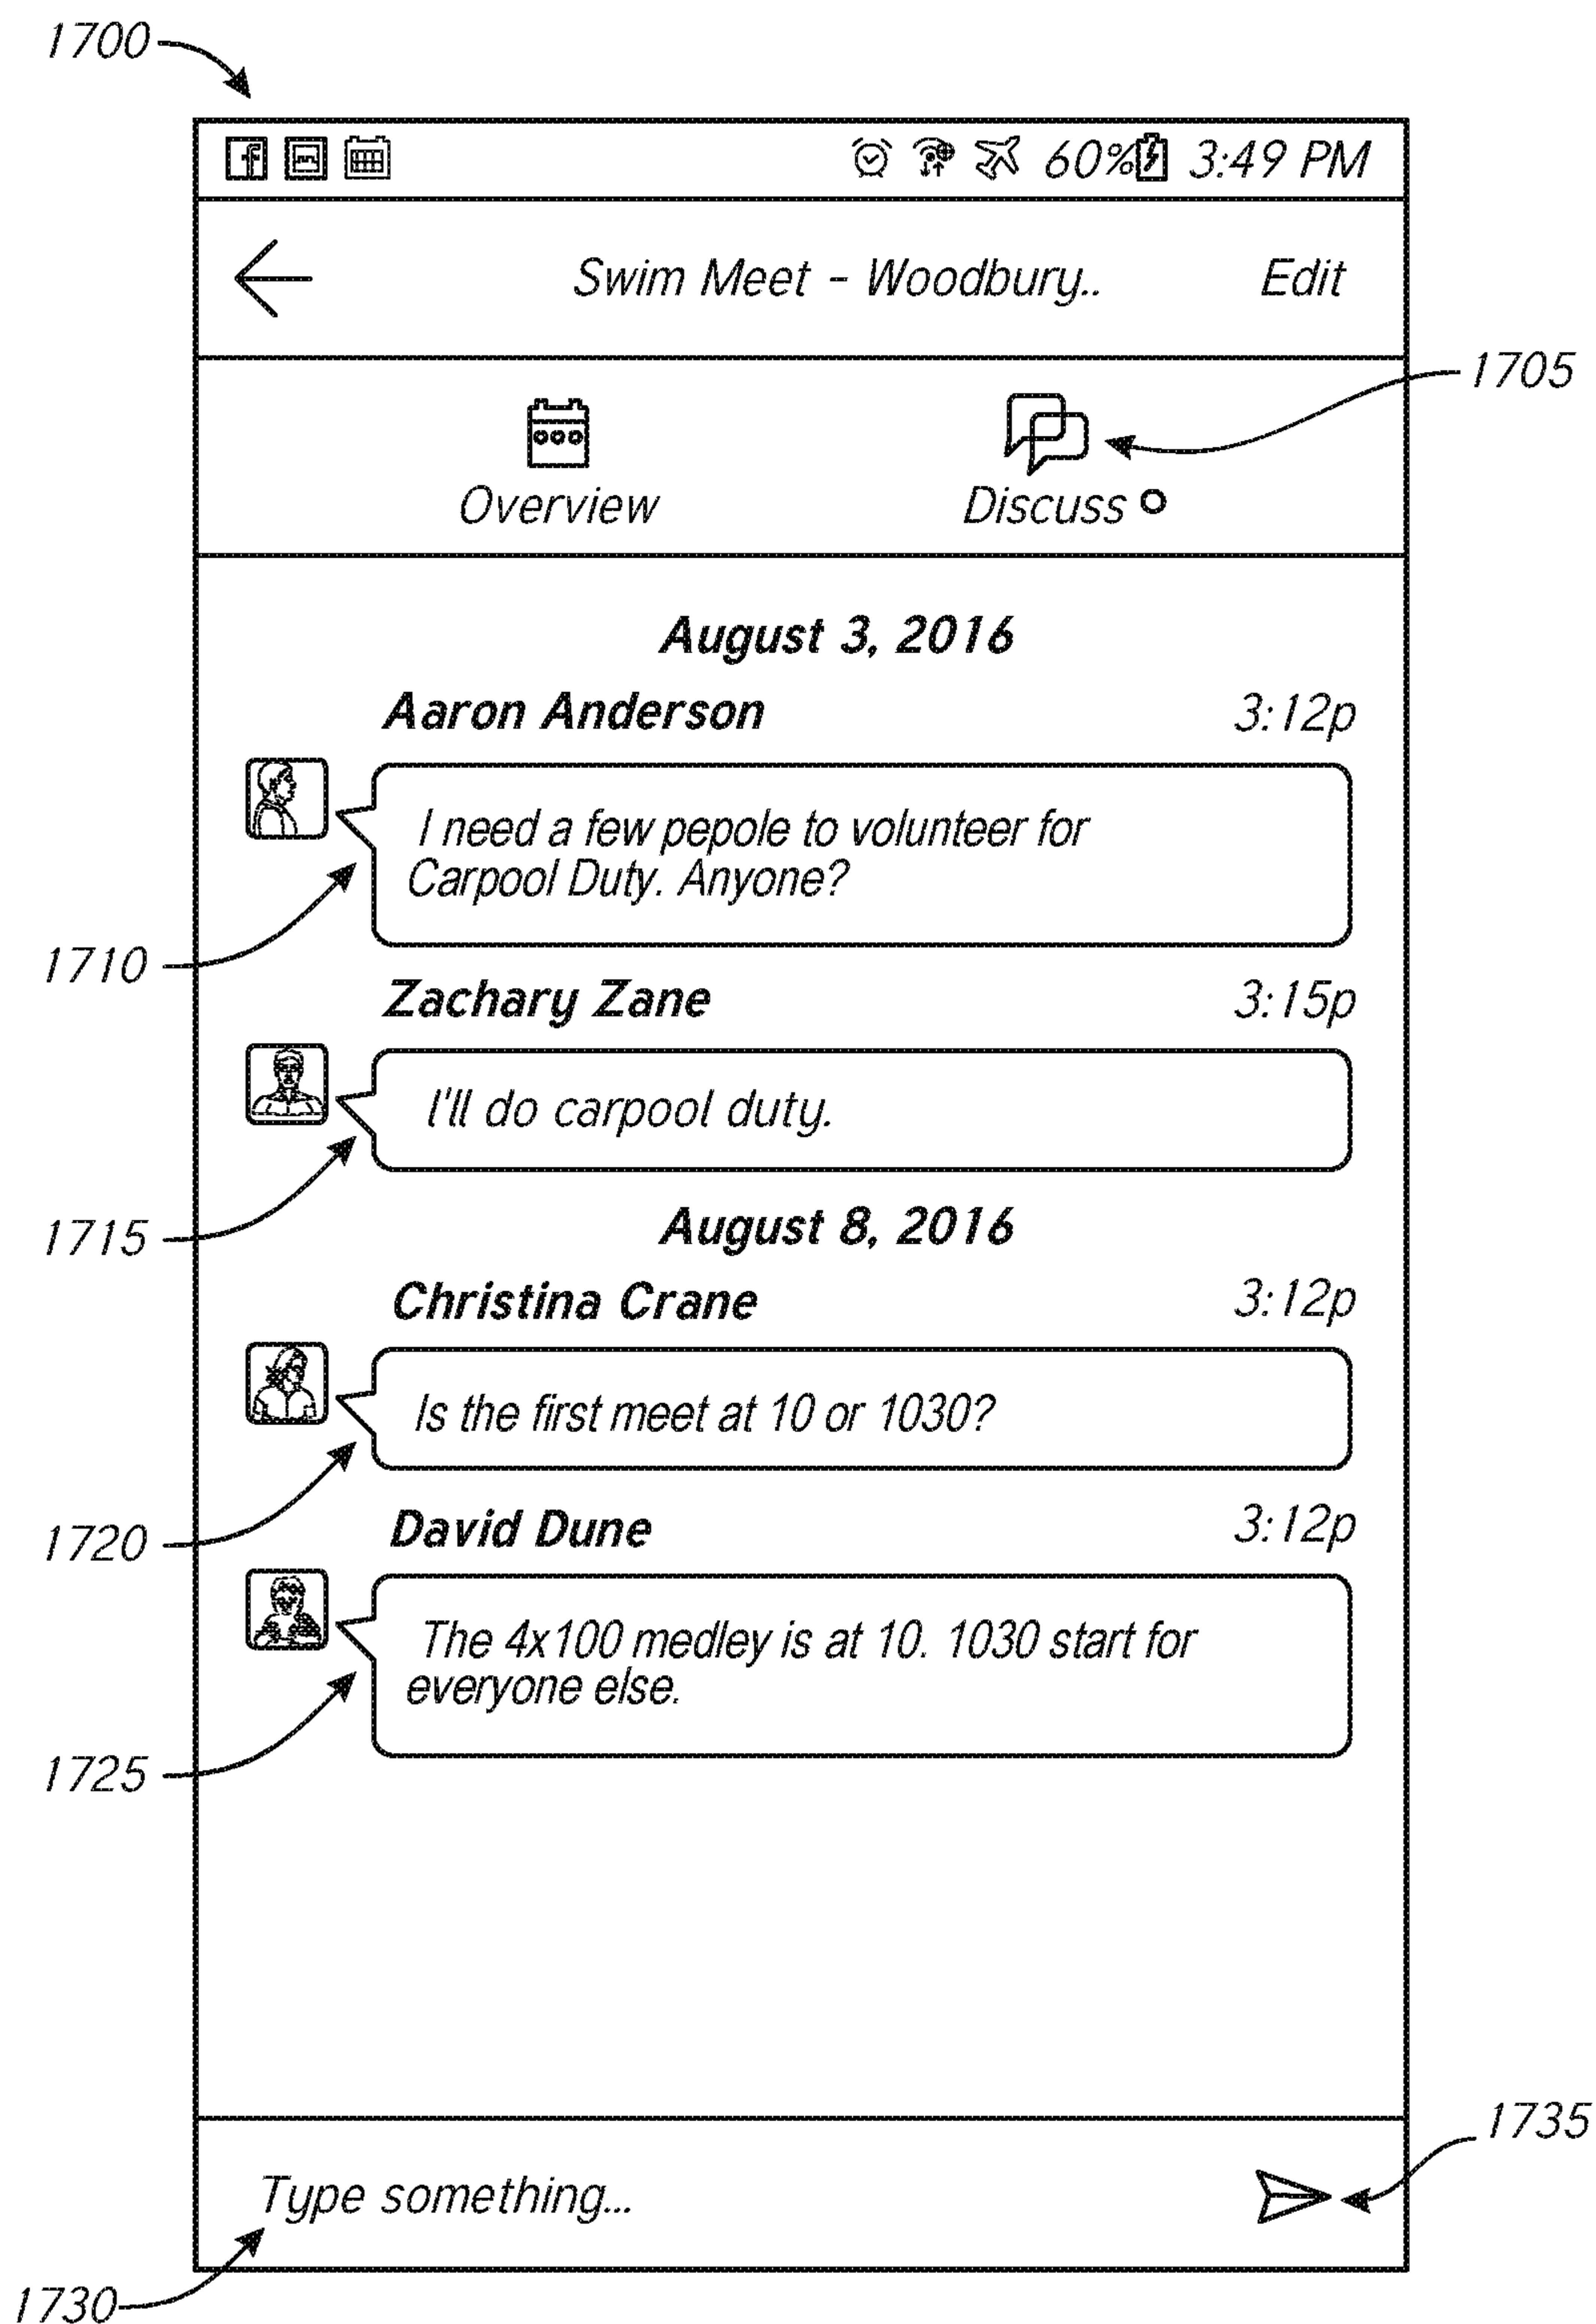 1700
60% 3:49 PM
Swim Meet - Woodbury.. Edit
1705
Overview Discuss
August 3, 2016
Aaron Anderson 3:12p
I need a few pepole to volunteer for
Carpool Duty. Anyone?
1710
Zachary Zane 3:15p
I'll do carpool duty.
1715
August 8, 2016
Christina Crane 3:12p
Is the first meet at 10 or 1030?
1720
David Dune 3:12p
The 4x100 medley is at 10. 1030 start for
everyone else.
1725
1735
Type something...
1730